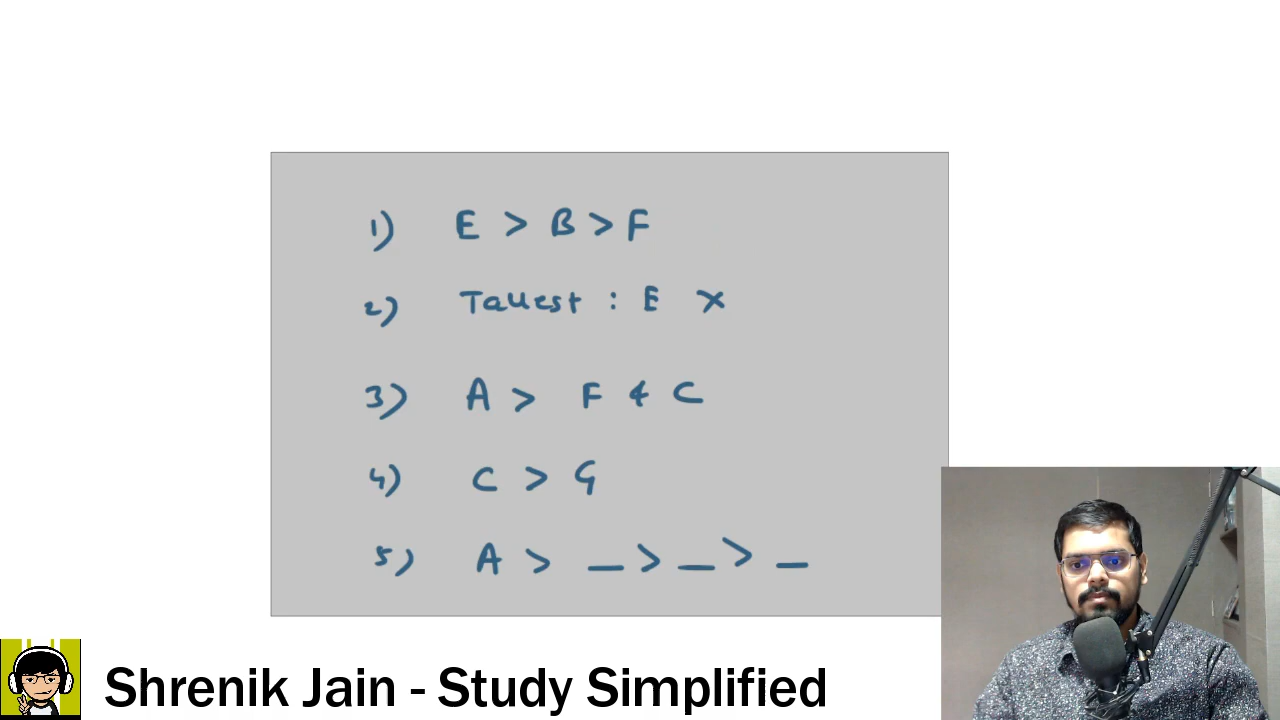 1) E > B > F
2) Tallest : E ×
3) A > F & C
4) C > G
5) A > _ > _ > _
Shrenik Jain - Study Simplified